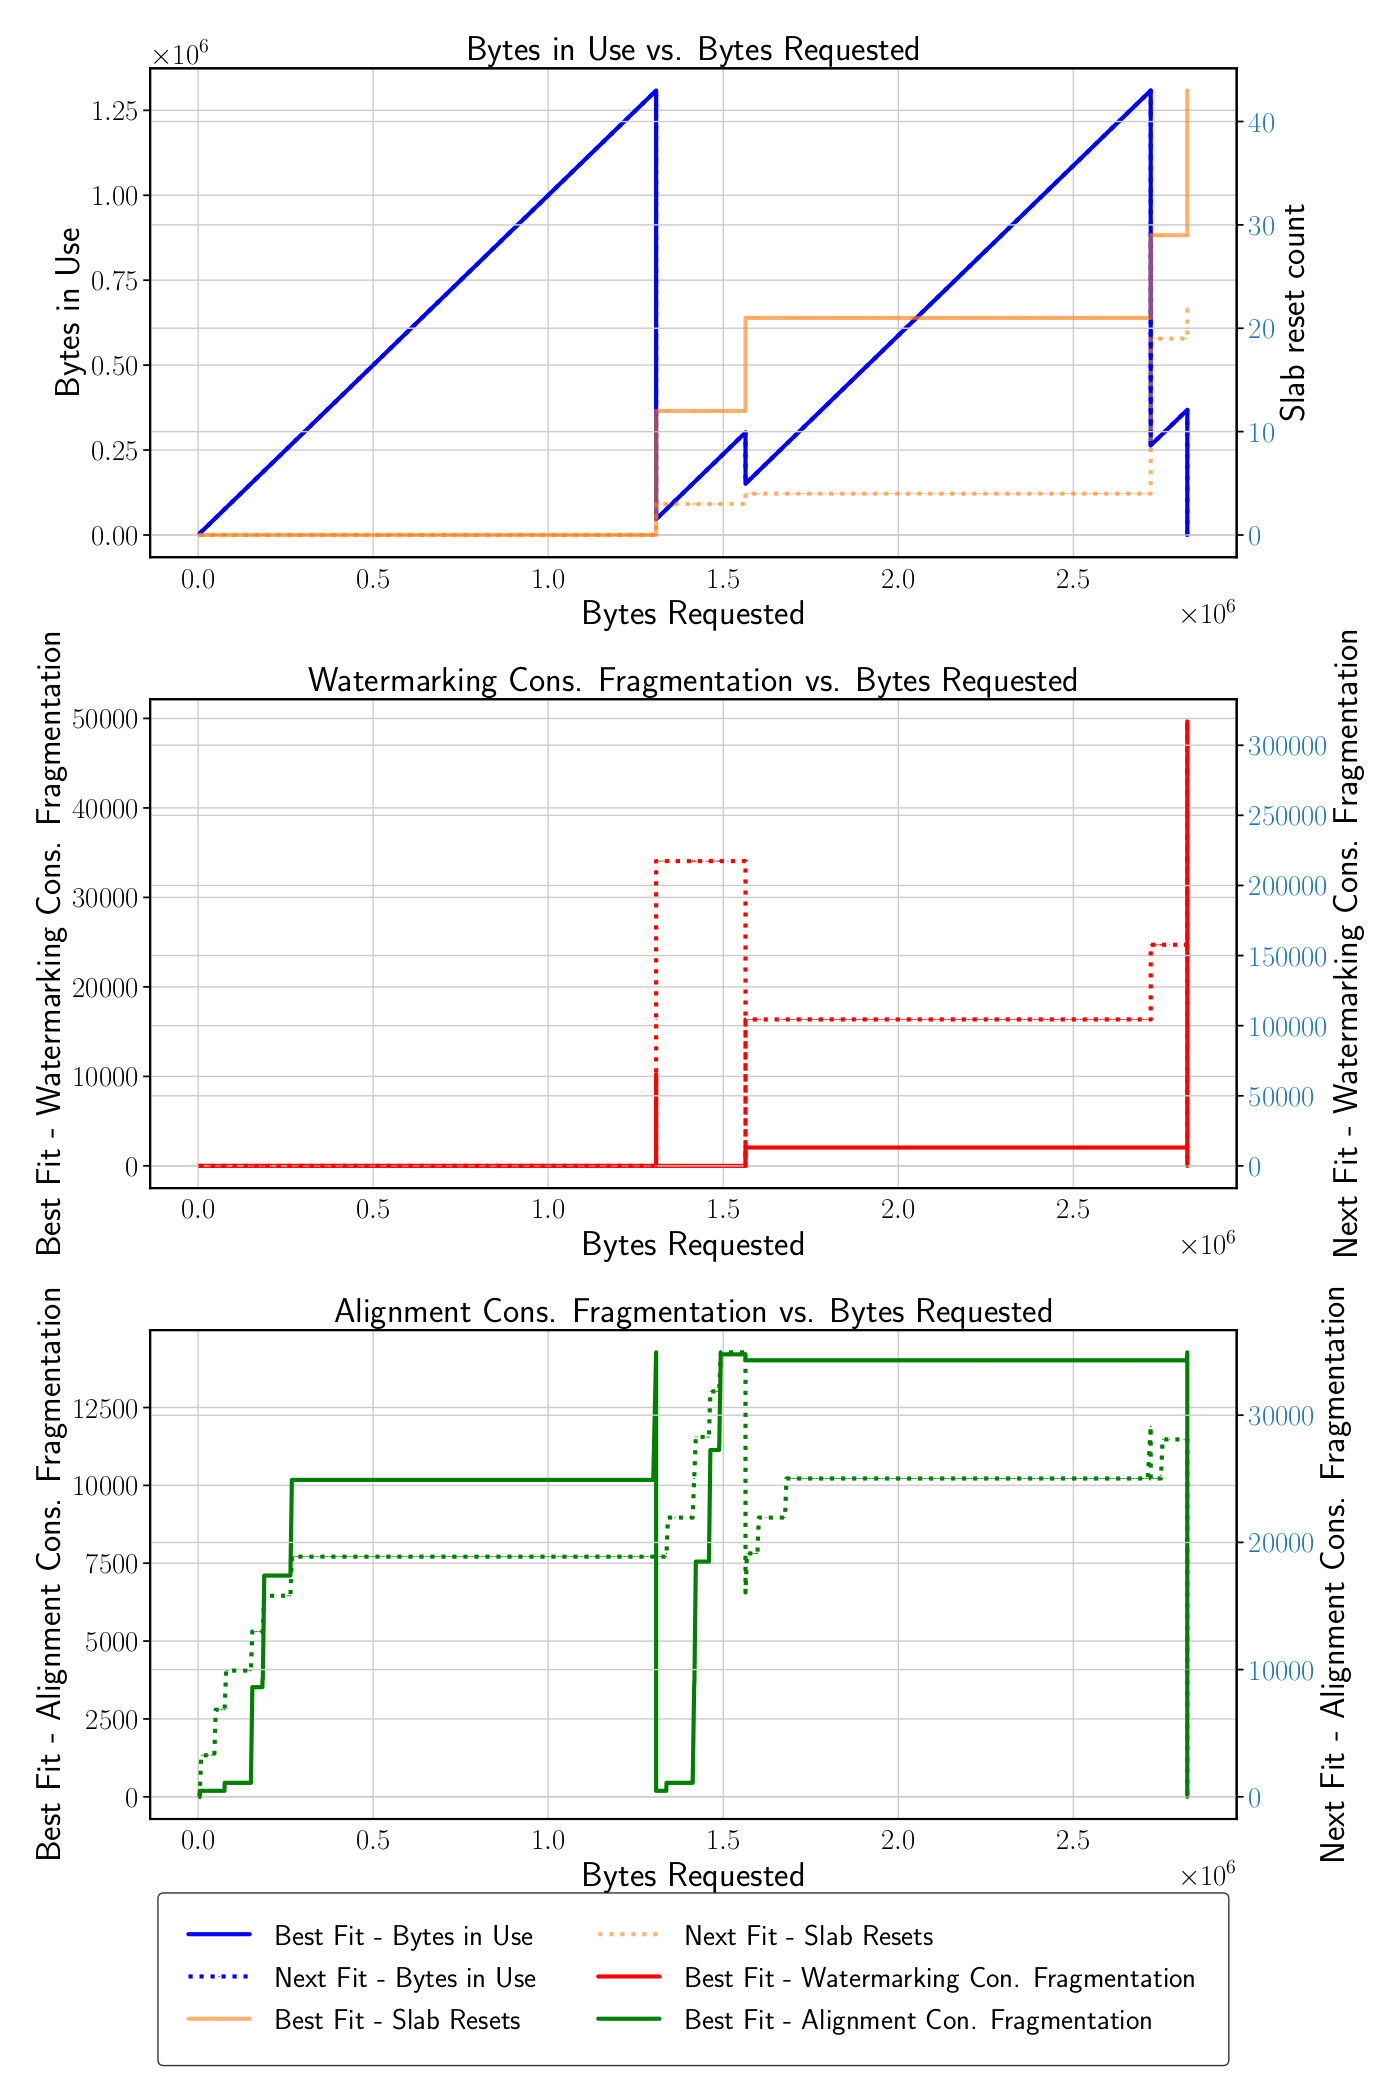 Bytes in Use vs. Bytes Requested
×10⁶
1.25
1.00
0.75
0.50
0.25
0.00
Bytes in Use
40
30
20
10
0
Slab reset count
0.0 0.5 1.0 1.5 2.0 2.5
Bytes Requested
×10⁶
Watermarking Cons. Fragmentation vs. Bytes Requested
50000
40000
30000
20000
10000
0
Best Fit - Watermarking Cons. Fragmentation
300000
250000
200000
150000
100000
50000
0
Next Fit - Watermarking Cons. Fragmentation
0.0 0.5 1.0 1.5 2.0 2.5
Bytes Requested
×10⁶
Alignment Cons. Fragmentation vs. Bytes Requested
12500
10000
7500
5000
2500
0
Best Fit - Alignment Cons. Fragmentation
30000
20000
10000
0
Next Fit - Alignment Cons. Fragmentation
0.0 0.5 1.0 1.5 2.0 2.5
Bytes Requested
×10⁶
Best Fit - Bytes in Use
Next Fit - Bytes in Use
Best Fit - Slab Resets
Next Fit - Slab Resets
Best Fit - Watermarking Con. Fragmentation
Best Fit - Alignment Con. Fragmentation